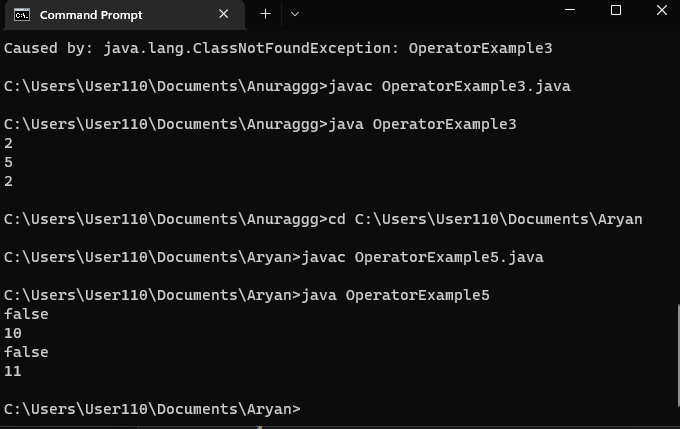 Command Prompt
Caused by: java.lang.ClassNotFoundException: OperatorExample3
C:\Users\User110\Documents\Anuraggg>javac OperatorExample3.java
C:\Users\User110\Documents\Anuraggg>java OperatorExample3
2
5
2
C:\Users\User110\Documents\Anuraggg>cd C:\Users\User110\Documents\Aryan
C:\Users\User110\Documents\Aryan>javac OperatorExample5.java
C:\Users\User110\Documents\Aryan>java OperatorExample5
false
10
false
11
C:\Users\User110\Documents\Aryan>